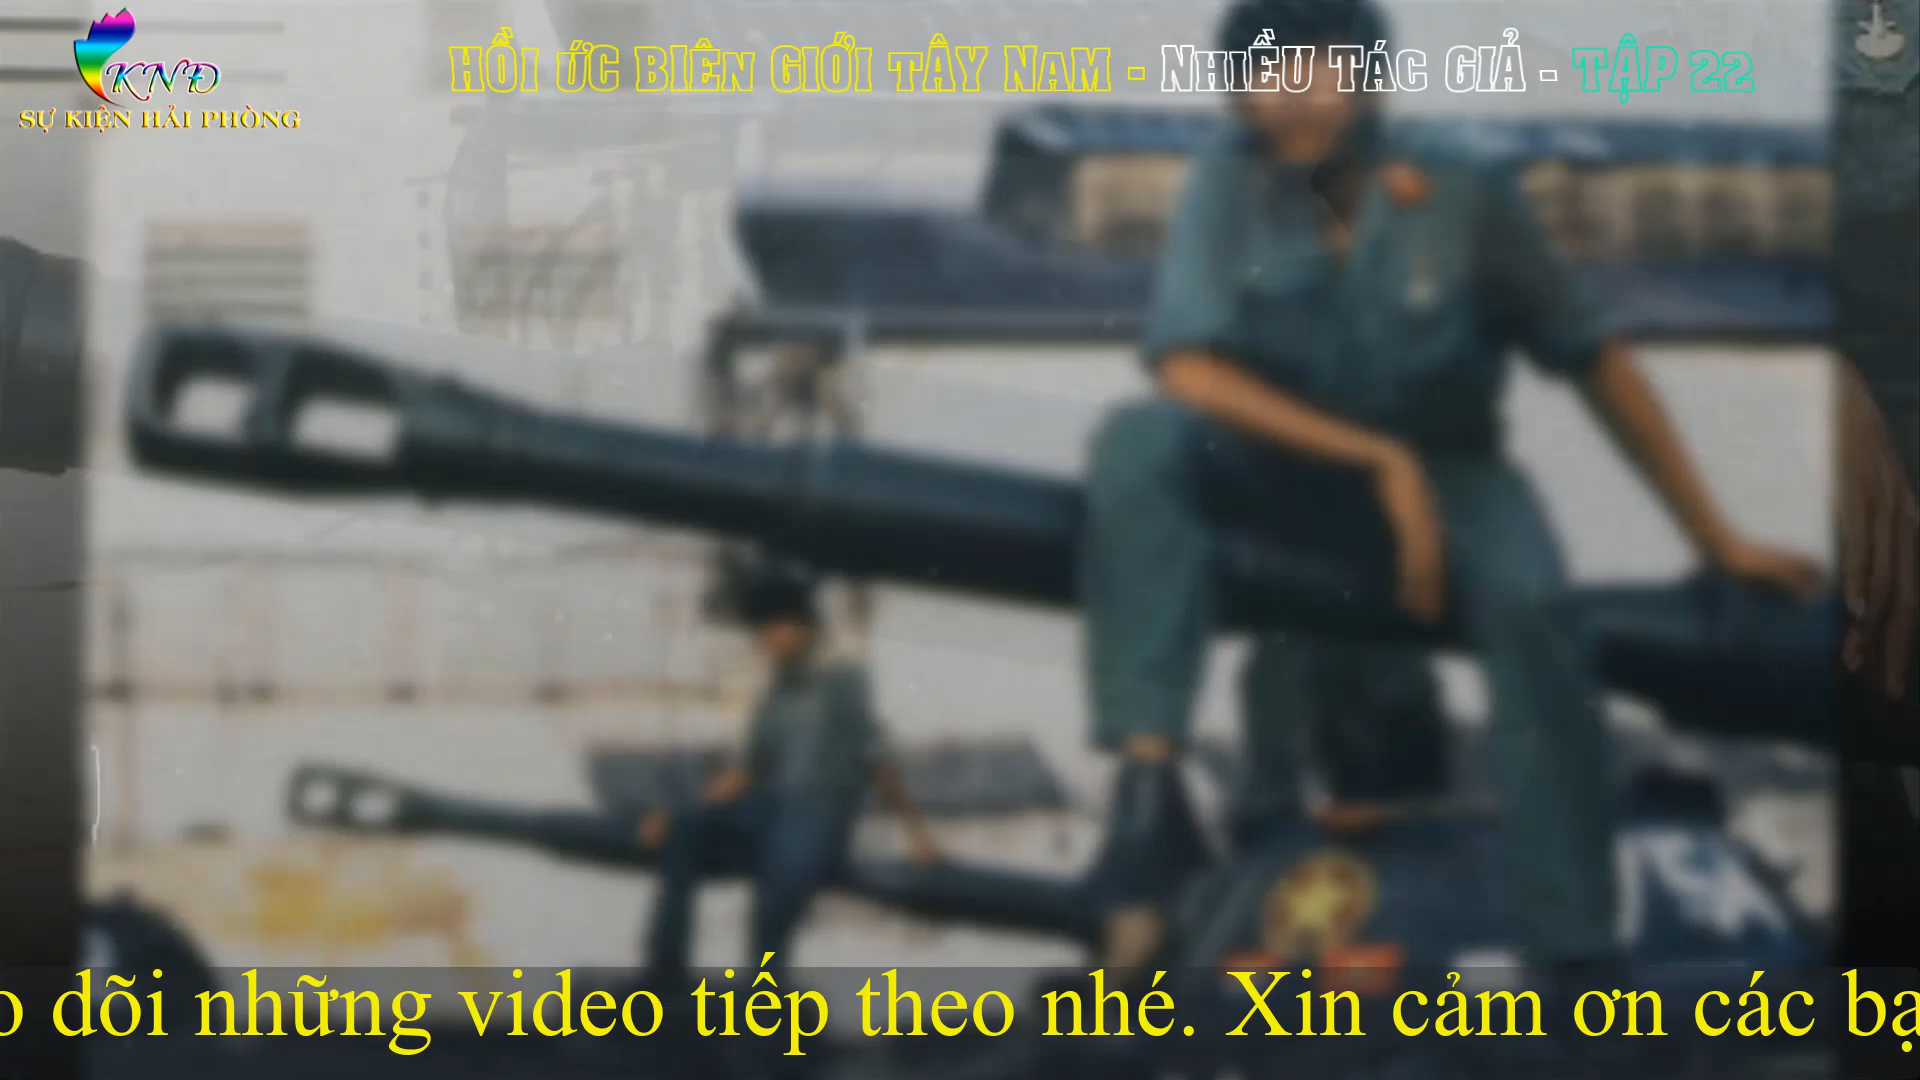 HỒI ỨC BIÊN GIỚI TÂY NAM - NHIỀU TÁC GIẢ - TẬP 22
KNĐ
SỰ KIỆN HẢI PHÒNG
dõi những video tiếp theo nhé. Xin cảm ơn các